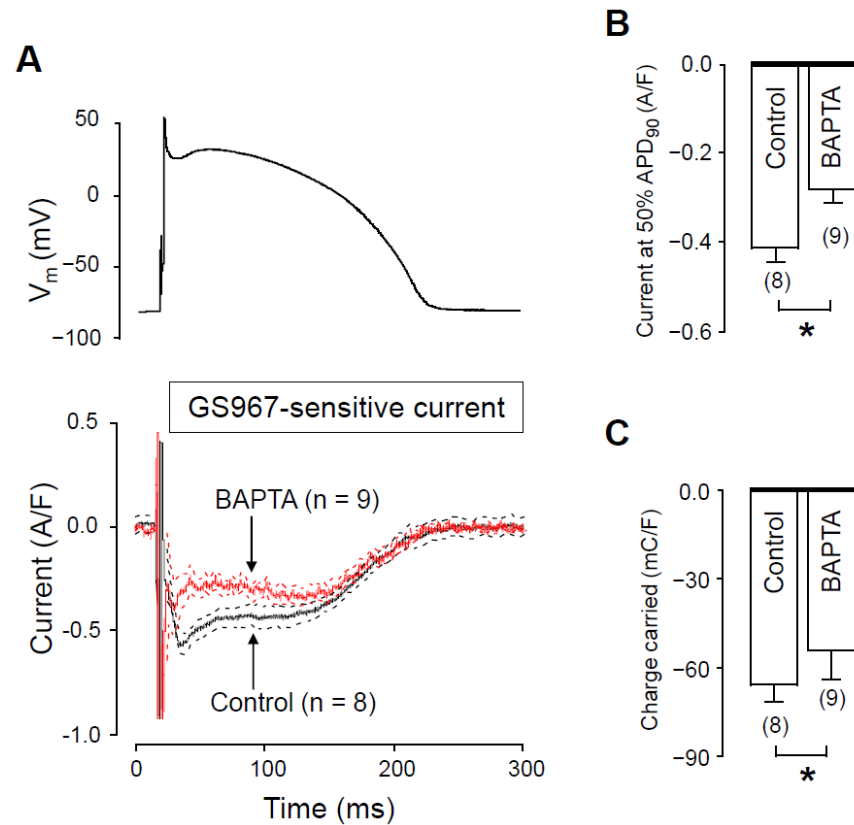 A
50
0
−50
−100
Vm (mV)
GS967-sensitive current
0.5
0.0
-0.5
-1.0
Current (A/F)
BAPTA (n = 9)
Control (n = 8)
0
100
200
300
Time (ms)
B
0.0
−0.2
−0.4
−0.6
Current at 50% APD90 (A/F)
Control
BAPTA
(8)
(9)
*
C
0.0
−30
−60
−90
Charge carried (mC/F)
Control
BAPTA
(8)
(9)
*